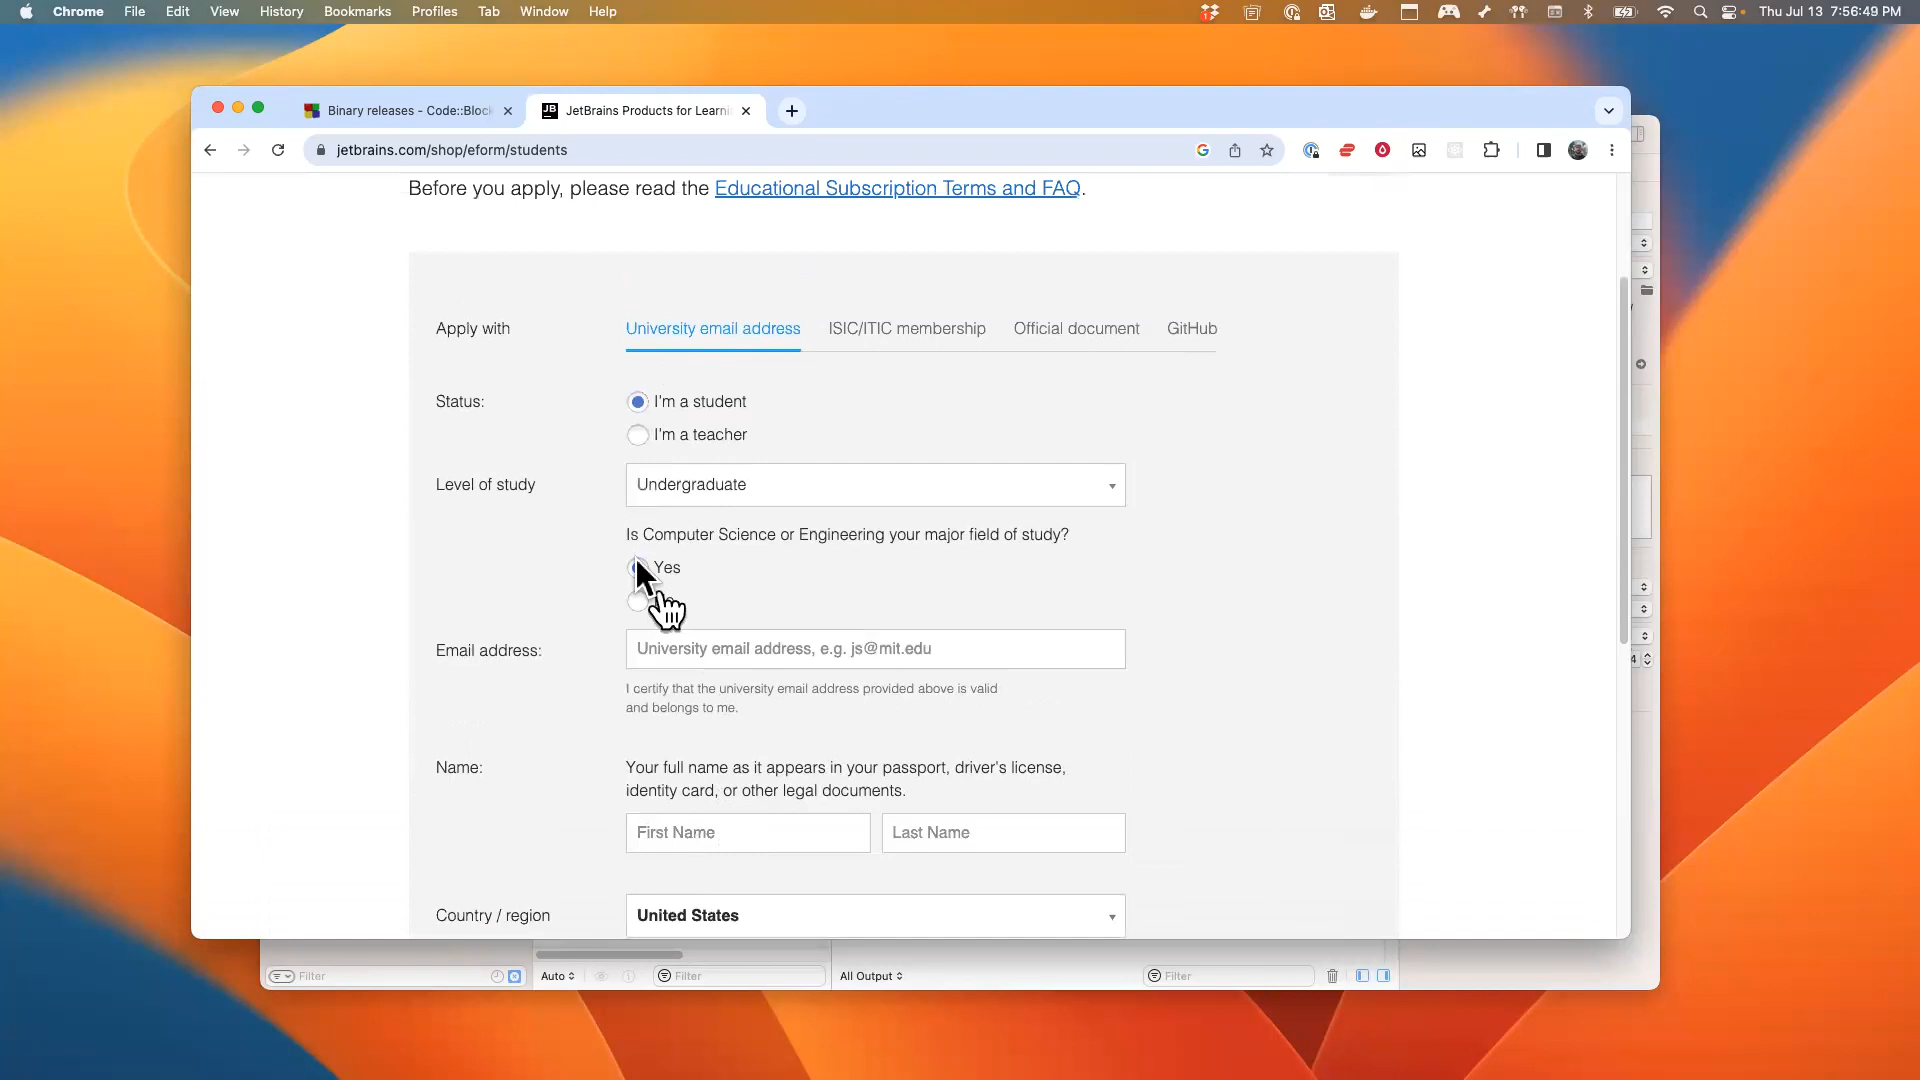 Chrome File Edit View History Bookmarks Profiles Tab Window Help
1
Thu Jul 13 7:56:49 PM
Binary releases - Code::Block
JB
JetBrains Products for Learni
jetbrains.com/shop/eform/students
Before you apply, please read the Educational Subscription Terms and FAQ.
Apply with
University email address
ISIC/ITIC membership
Official document
GitHub
Status:
I'm a student
I'm a teacher
Level of study
Undergraduate
Is Computer Science or Engineering your major field of study?
Yes
Email address:
University email address, e.g. js@mit.edu
I certify that the university email address provided above is valid
and belongs to me.
Name:
Your full name as it appears in your passport, driver's license,
identity card, or other legal documents.
First Name
Last Name
Country / region
United States
4
Filter
Auto
Filter
All Output
Filter